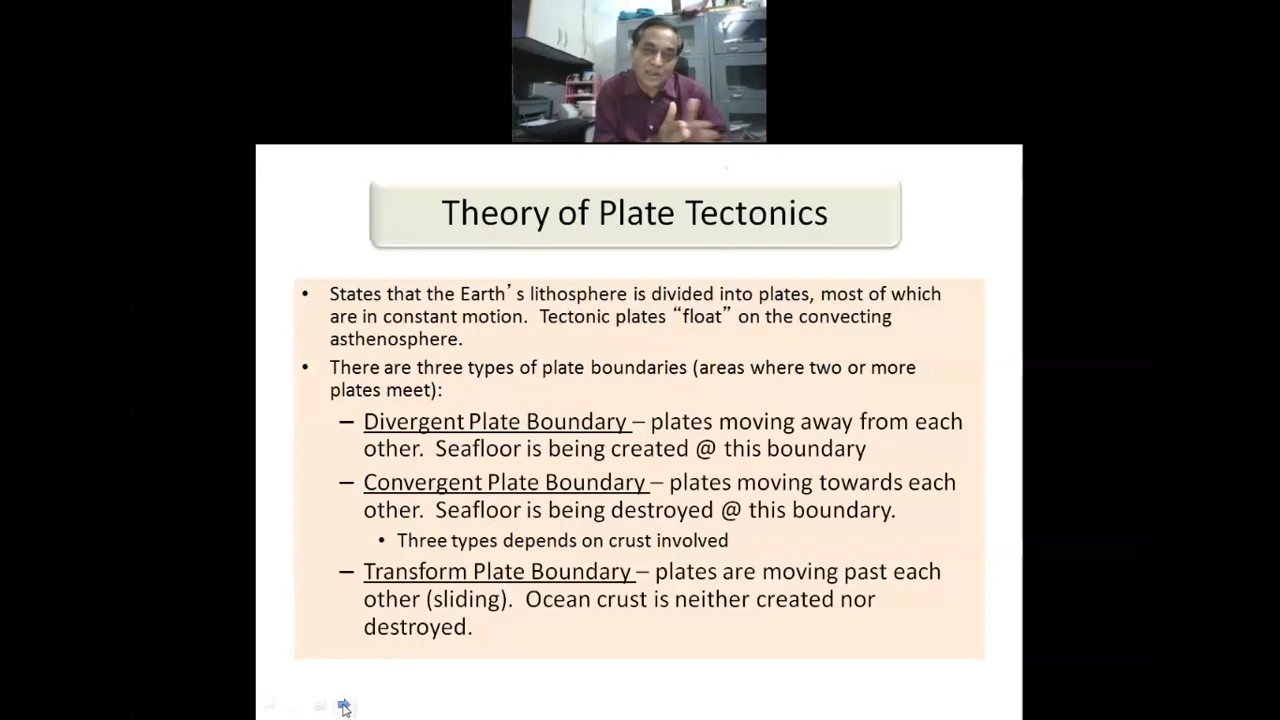 Theory of Plate Tectonics
• States that the Earth’s lithosphere is divided into plates, most of which
are in constant motion. Tectonic plates “float” on the convecting
asthenosphere.
• There are three types of plate boundaries (areas where two or more
plates meet):
– Divergent Plate Boundary – plates moving away from each
other. Seafloor is being created @ this boundary
– Convergent Plate Boundary – plates moving towards each
other. Seafloor is being destroyed @ this boundary.
• Three types depends on crust involved
– Transform Plate Boundary – plates are moving past each
other (sliding). Ocean crust is neither created nor
destroyed.